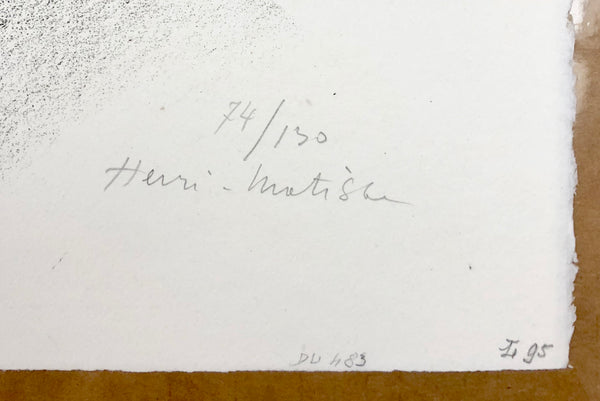 74/130
Henri-Matisse
DU 483
L 95